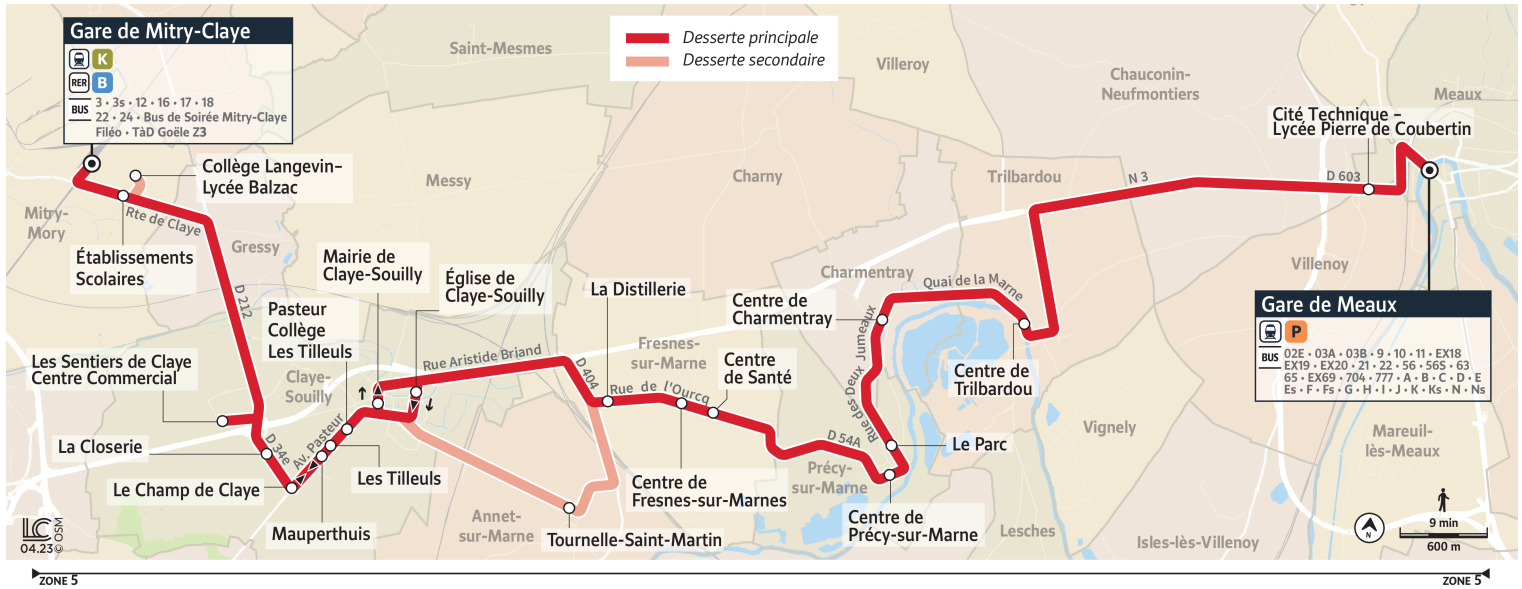 Gare de Mitry-Claye
K
RER B
BUS
3 • 3s • 12 • 16 • 17 • 18
22 • 24 • Bus de Soirée Mitry-Claye
Filéo • TàD Goële Z3
Desserte principale
Desserte secondaire
Saint-Mesmes
Villeroy
Chauconin-
Neufmontiers
Meaux
Cité Technique –
Lycée Pierre de Coubertin
Collège Langevin–
Lycée Balzac
Messy
Charny
Trilbardou
N 3
D 603
Mitry-
Mory
Rte de Claye
Gressy
Établissements
Scolaires
Mairie de
Claye-Souilly
Église de
Claye-Souilly
D 212
Pasteur
Collège
Les Tilleuls
La Distillerie
Centre de
Charmentray
Charmentray
Quai de la Marne
Villenoy
Gare de Meaux
P
BUS
02E • 03A • 03B • 9 • 10 • 11 • EX18
EX19 • EX20 • 21 • 22 • 56 • 56S • 63
65 • EX69 • 704 • 777 • A • B • C • D • E
Es • F • Fs • G • H • I • J • K • Ks • N • Ns
Les Sentiers de Claye
Centre Commercial
Claye-
Souilly
Rue Aristide Briand
D 404
Fresnes-
sur-Marne
Rue de l'Ourcq
Centre
de Santé
Rue des Deux Jumeaux
Centre de
Trilbardou
La Closerie
D 34e
Av. Pasteur
Le Champ de Claye
Les Tilleuls
Mauperthuis
Annet-
sur-Marne
Tournelle-Saint-Martin
Centre de
Fresnes-sur-Marnes
D 54A
Précy-
sur-Marne
Le Parc
Centre de
Précy-sur-Marne
Vignely
Lesches
Isles-lès-Villenoy
Mareuil-
lès-Meaux
N
9 min
600 m
LC
04.23
© OSM
ZONE 5
ZONE 5